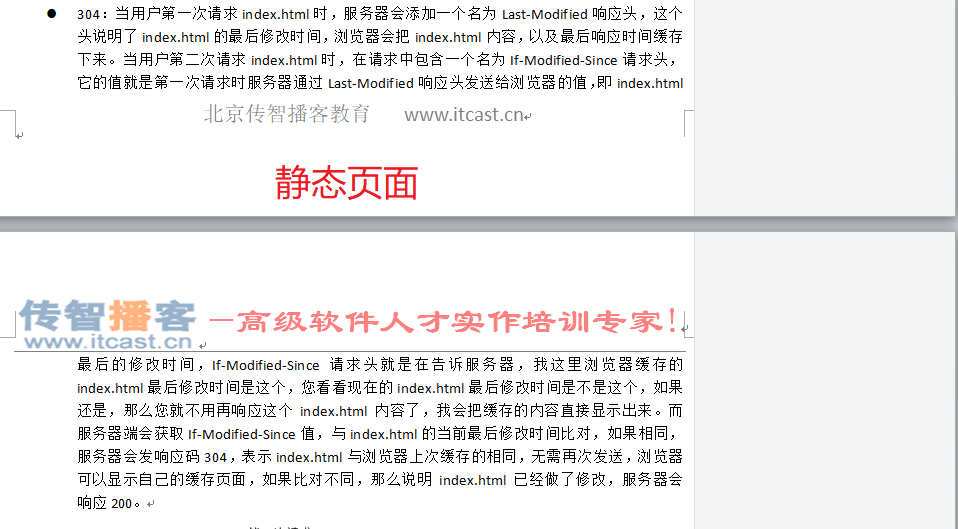 ● 304：当用户第一次请求 index.html 时，服务器会添加一个名为 Last-Modified 响应头，这个
头说明了 index.html 的最后修改时间，浏览器会把 index.html 内容，以及最后响应时间缓存
下来。当用户第二次请求 index.html 时，在请求中包含一个名为 If-Modified-Since 请求头，
它的值就是第一次请求时服务器通过 Last-Modified 响应头发送给浏览器的值，即 index.html
北京传智播客教育 www.itcast.cn
静态页面
传智播客 —高级软件人才实作培训专家!
www.itcast.cn
最后的修改时间，If-Modified-Since 请求头就是在告诉服务器，我这里浏览器缓存的
index.html 最后修改时间是这个，您看看现在的 index.html 最后修改时间是不是这个，如果
还是，那么您就不用再响应这个 index.html 内容了，我会把缓存的内容直接显示出来。而
服务器端会获取 If-Modified-Since 值，与 index.html 的当前最后修改时间比对，如果相同，
服务器会发响应码 304，表示 index.html 与浏览器上次缓存的相同，无需再次发送，浏览器
可以显示自己的缓存页面，如果比对不同，那么说明 index.html 已经做了修改，服务器会
响应 200。